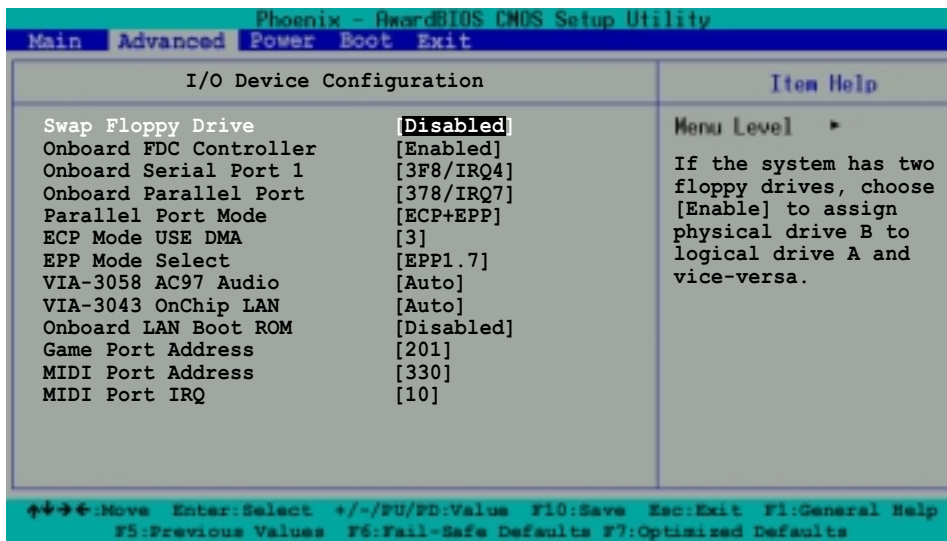 Phoenix - AwardBIOS CMOS Setup Utility
Main Advanced Power Boot Exit
I/O Device Configuration
Item Help
Swap Floppy Drive [Disabled]
Onboard FDC Controller [Enabled]
Onboard Serial Port 1 [3F8/IRQ4]
Onboard Parallel Port [378/IRQ7]
Parallel Port Mode [ECP+EPP]
ECP Mode USE DMA [3]
EPP Mode Select [EPP1.7]
VIA-3058 AC97 Audio [Auto]
VIA-3043 OnChip LAN [Auto]
Onboard LAN Boot ROM [Disabled]
Game Port Address [201]
MIDI Port Address [330]
MIDI Port IRQ [10]
Menu Level ►
If the system has two
floppy drives, choose
[Enable] to assign
physical drive B to
logical drive A and
vice-versa.
↑↓→←:Move Enter:Select +/-/PU/PD:Value F10:Save Esc:Exit F1:General Help
F5:Previous Values F6:Fail-Safe Defaults F7:Optimized Defaults